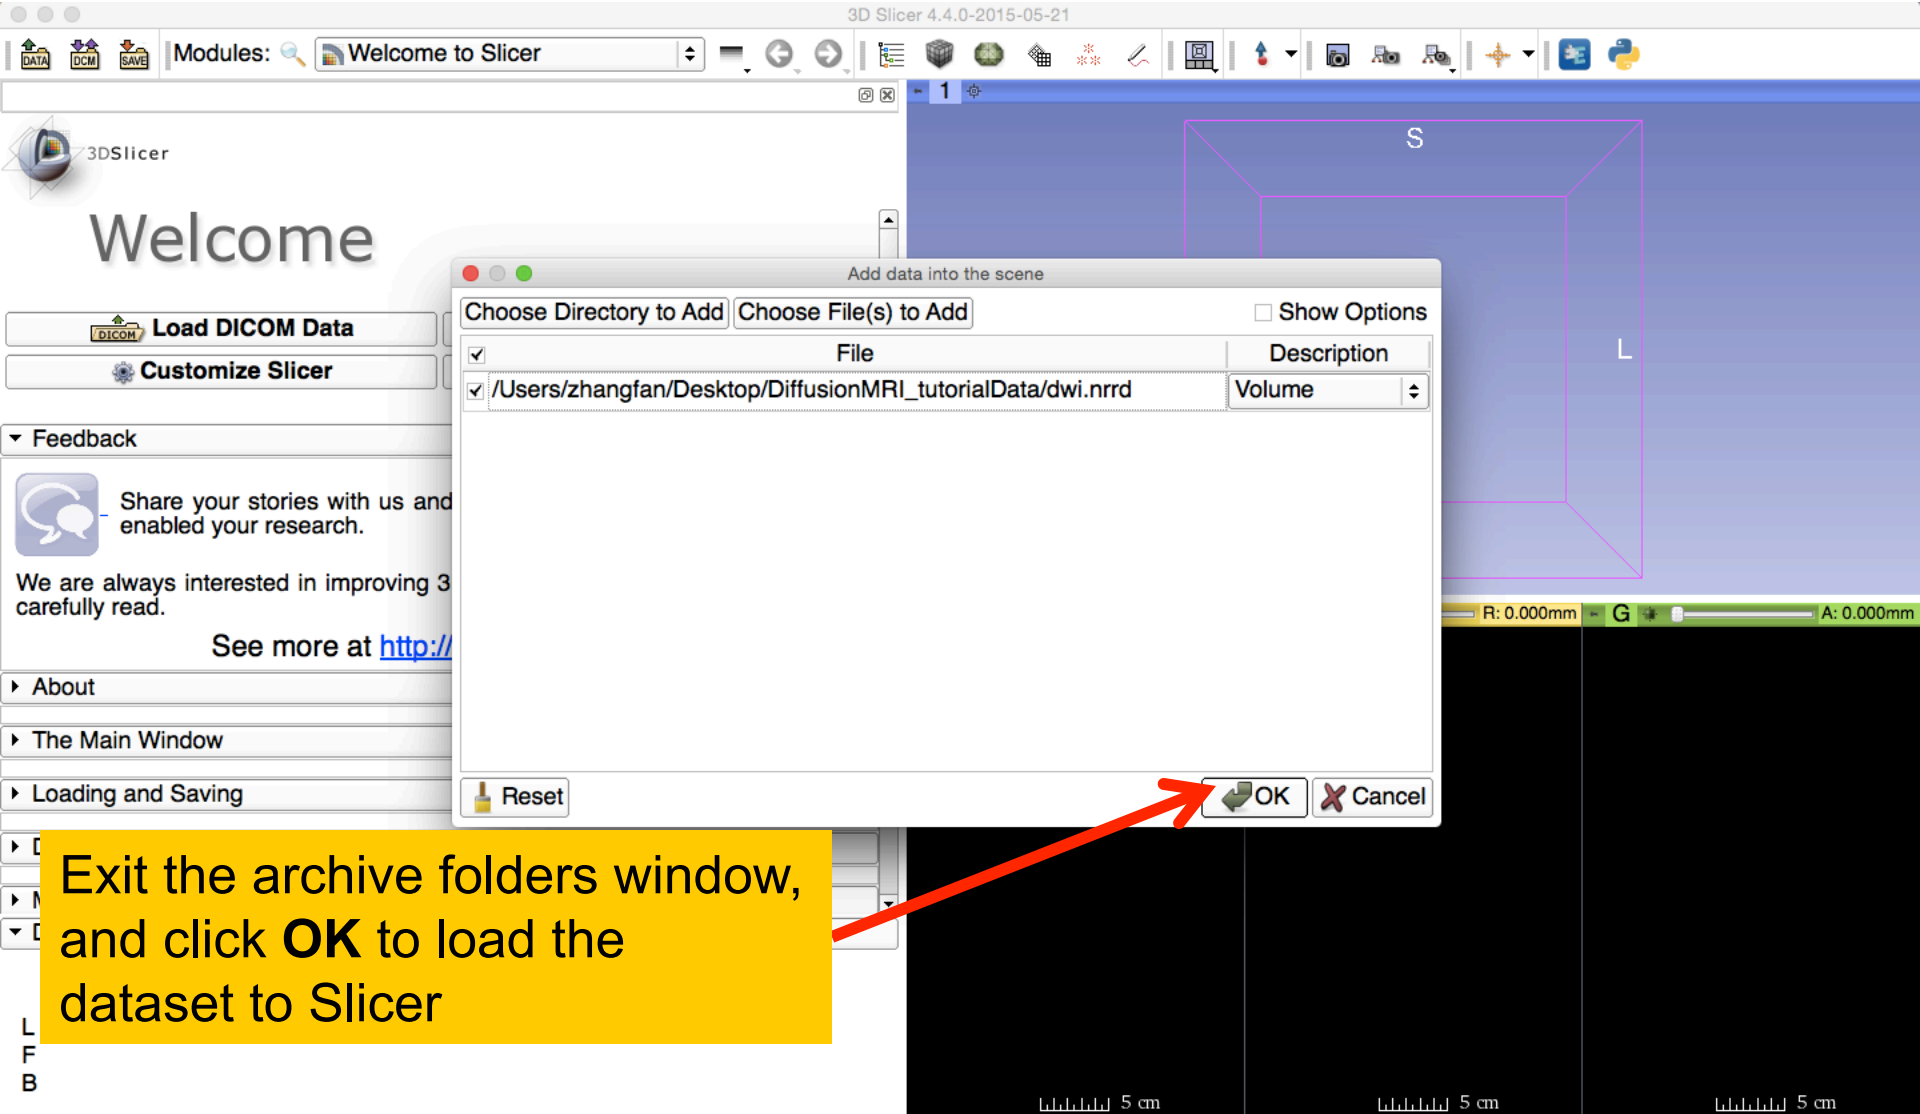 3D Slicer 4.4.0-2015-05-21
DATA DCM SAVE Modules: Welcome to Slicer
1
3DSlicer
Welcome
S
L
Add data into the scene
Choose Directory to Add Choose File(s) to Add Show Options
File Description
/Users/zhangfan/Desktop/DiffusionMRI_tutorialData/dwi.nrrd Volume
Reset OK Cancel
DICOM Load DICOM Data
Customize Slicer
Feedback
Share your stories with us and
enabled your research.
We are always interested in improving 3
carefully read.
See more at http://
About
The Main Window
Loading and Saving
R: 0.000mm G A: 0.000mm
Exit the archive folders window,
and click OK to load the
dataset to Slicer
L
F
B
5 cm 5 cm 5 cm